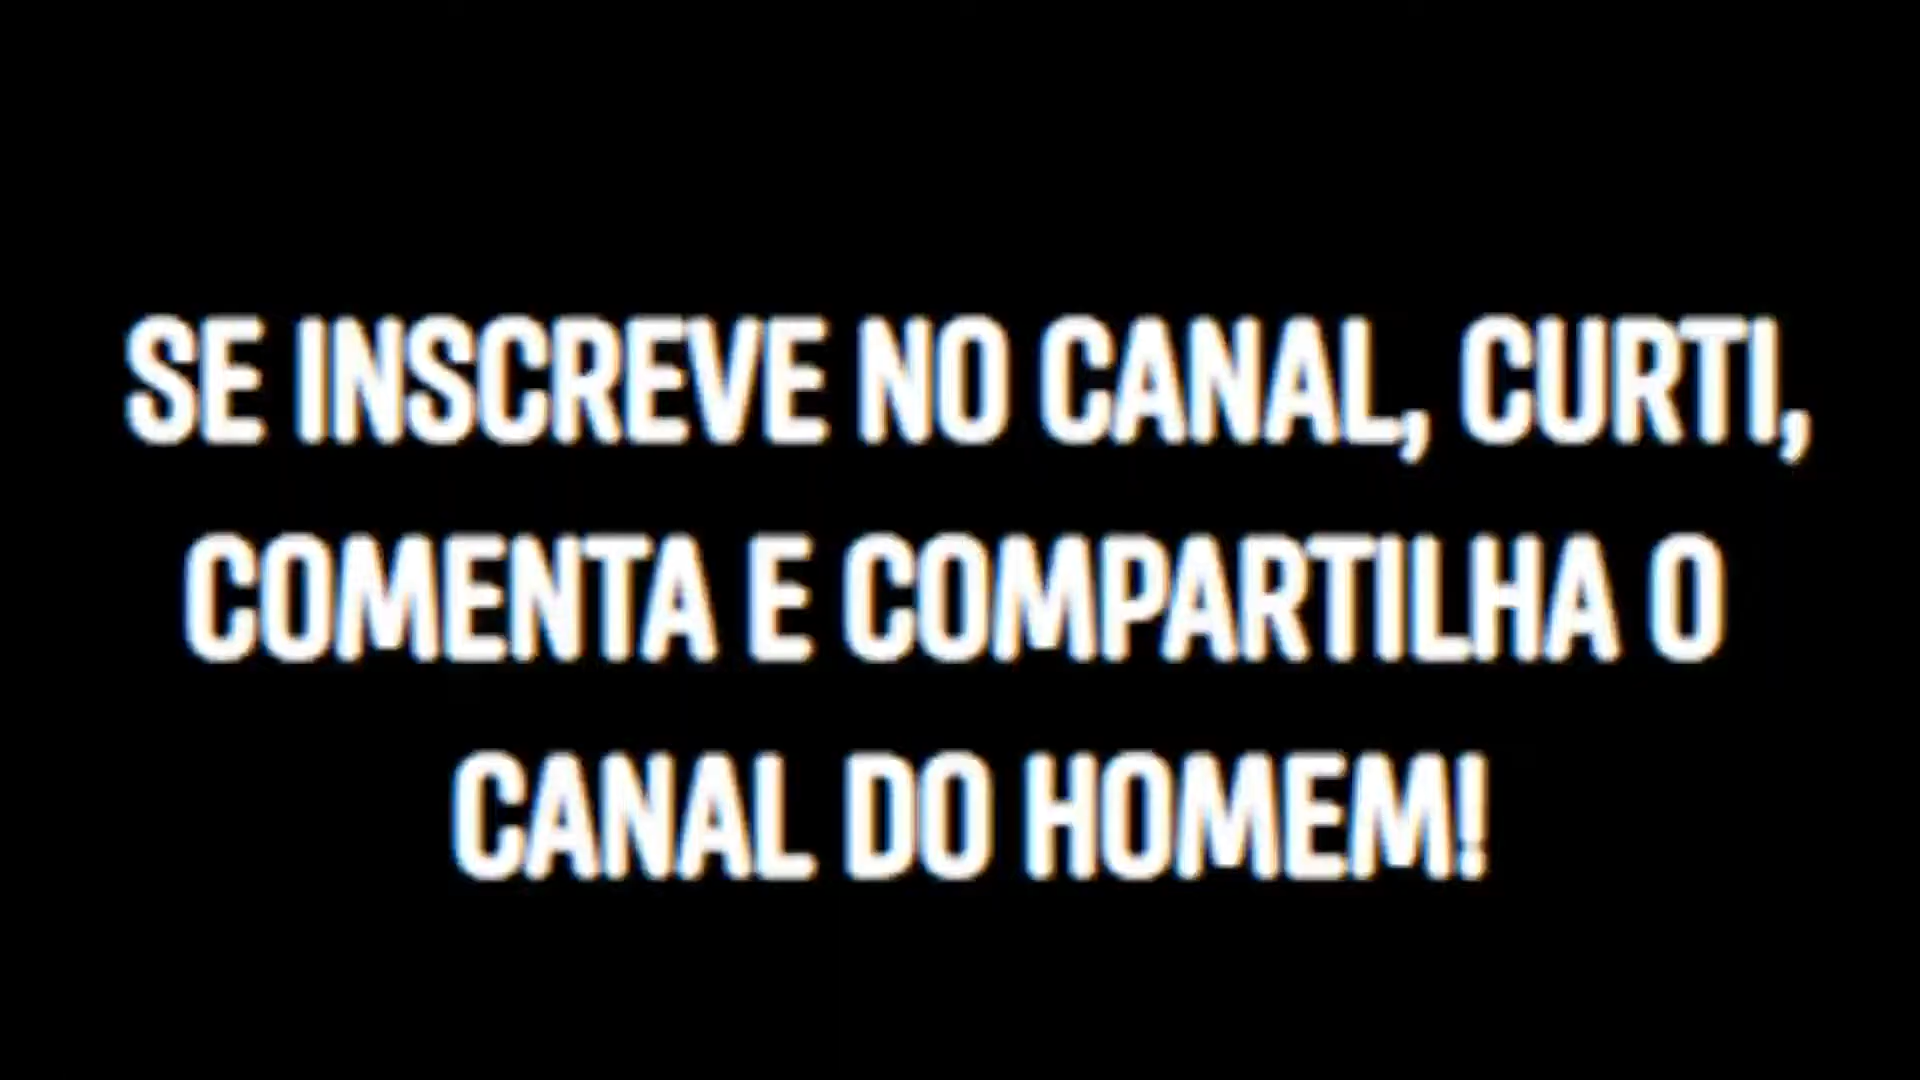 SE INSCREVE NO CANAL, CURTI,
COMENTA E COMPARTILHA O
CANAL DO HOMEM!